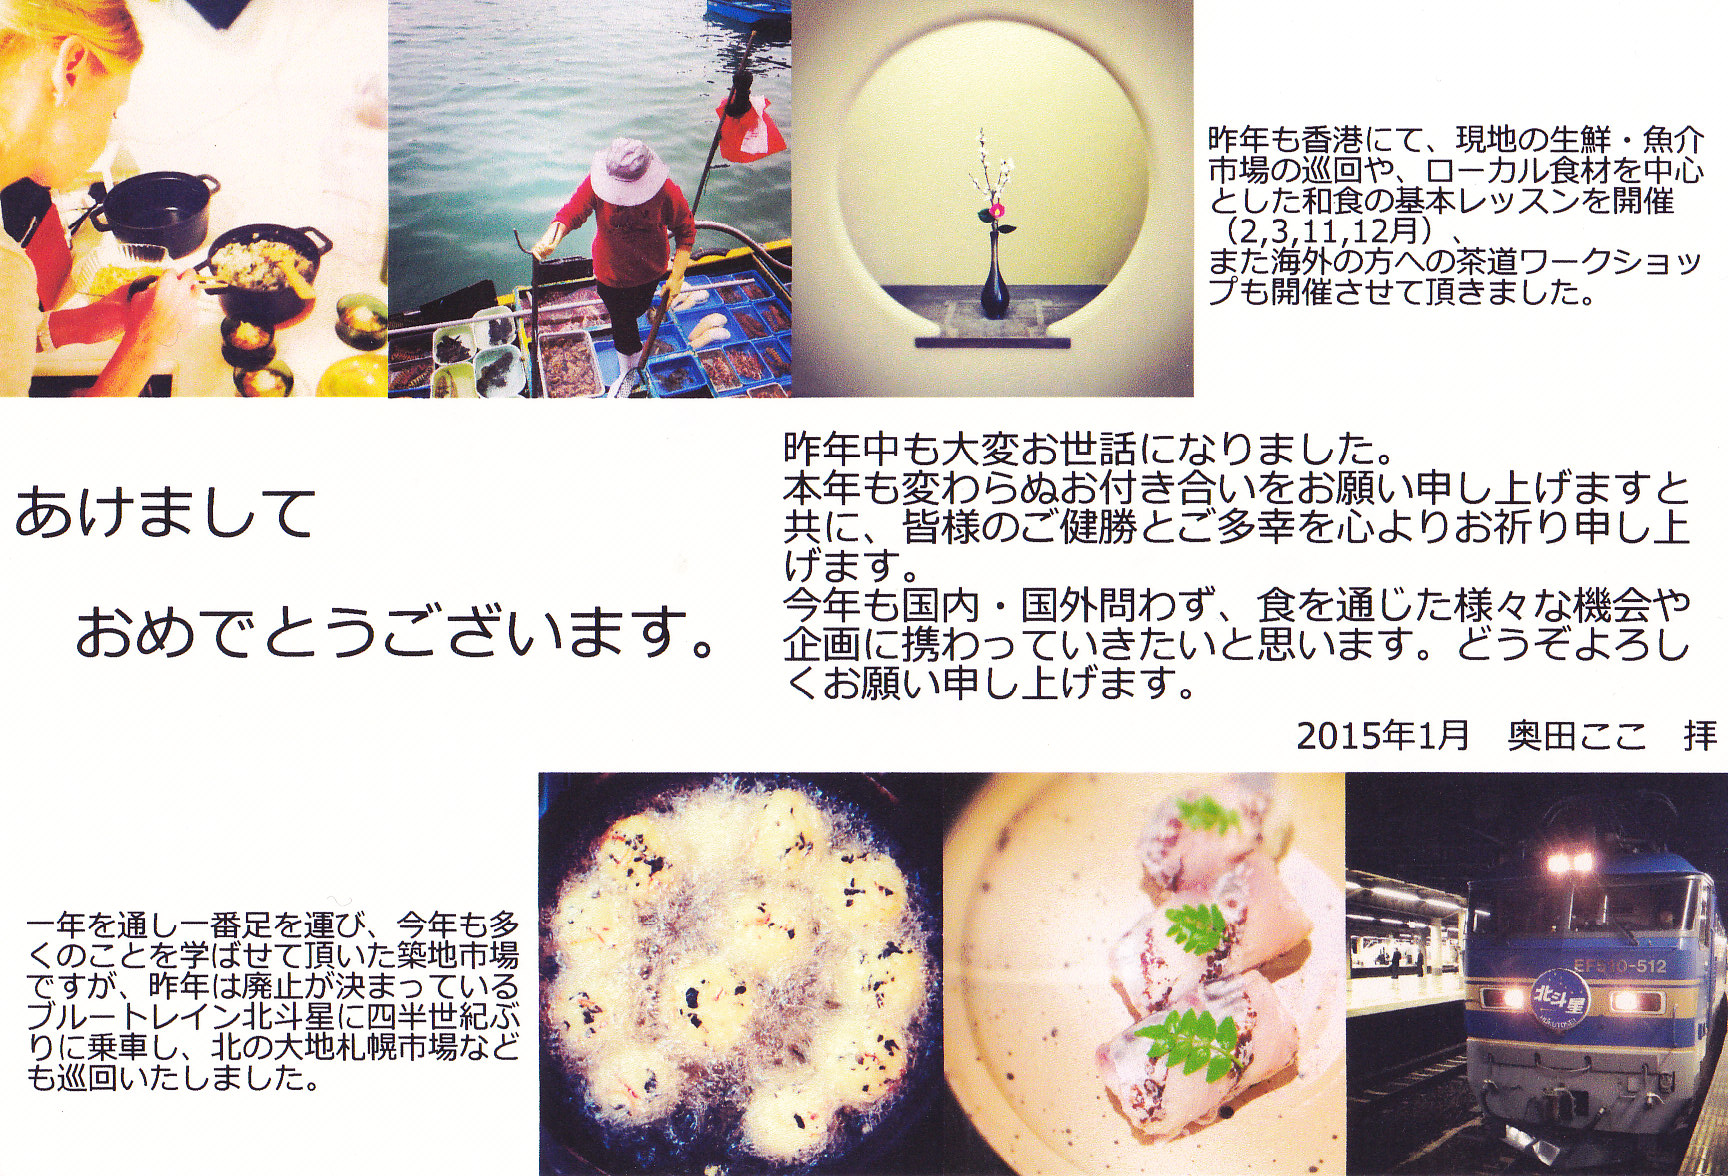 昨年も香港にて、現地の生鮮・魚介
市場の巡回や、ローカル食材を中心
とした和食の基本レッスンを開催
（2,3,11,12月）、
また海外の方への茶道ワークショッ
プも開催させて頂きました。
あけまして
おめでとうございます。
昨年中も大変お世話になりました。
本年も変わらぬお付き合いをお願い申し上げますと
共に、皆様のご健勝とご多幸を心よりお祈り申し上
げます。
今年も国内・国外問わず、食を通じた様々な機会や
企画に携わっていきたいと思います。どうぞよろし
くお願い申し上げます。
2015年1月　奥田ここ　拝
一年を通し一番足を運び、今年も多
くのことを学ばせて頂いた築地市場
ですが、昨年は廃止が決まっている
ブルートレイン北斗星に四半世紀ぶ
りに乗車し、北の大地札幌市場など
も巡回いたしました。
EF510-512
北斗星